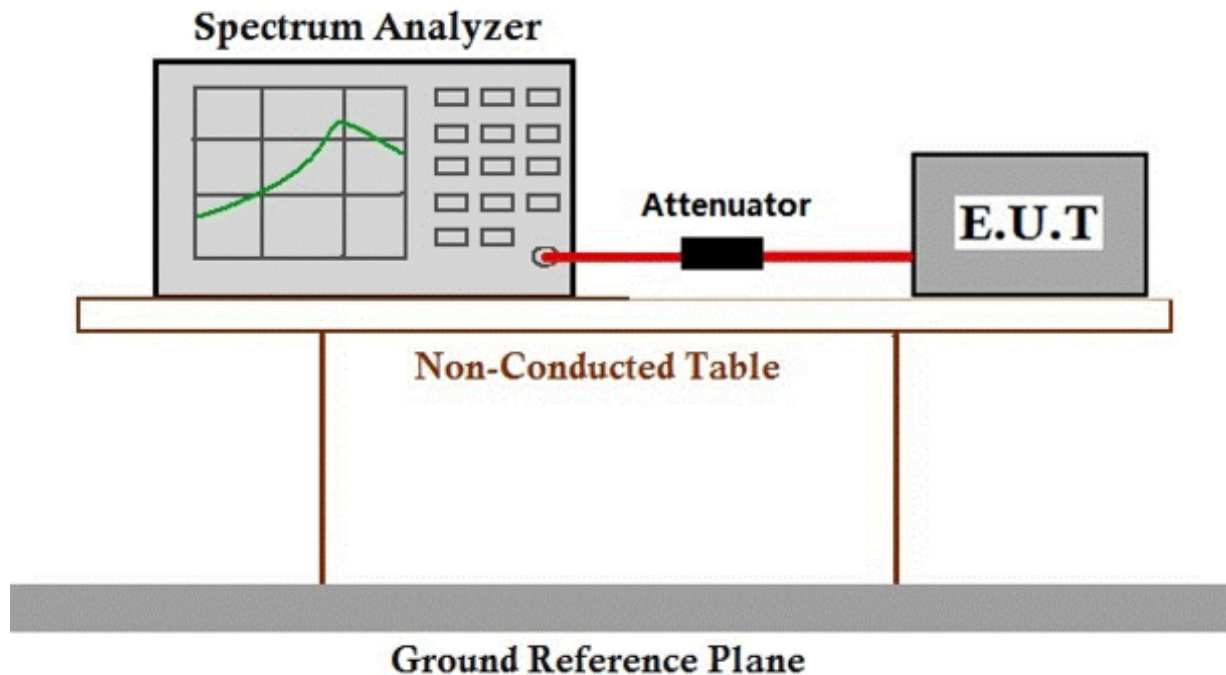 Spectrum Analyzer
Attenuator
E.U.T
Non-Conducted Table
Ground Reference Plane